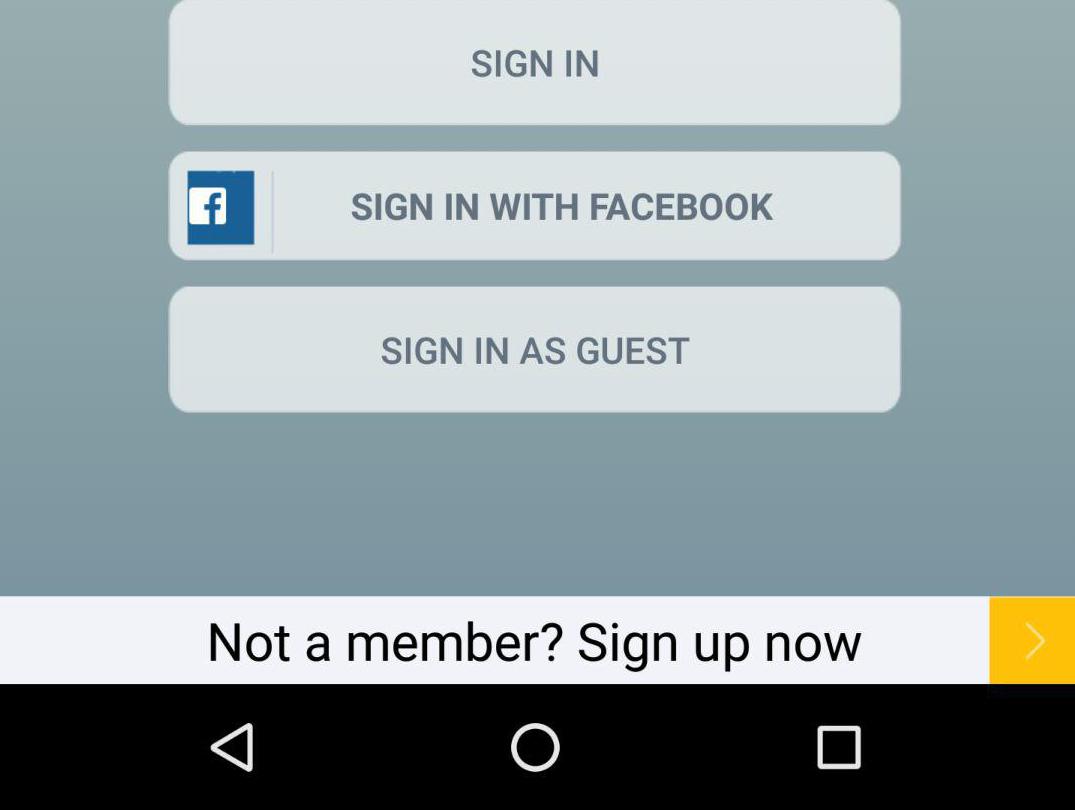 SIGN IN
SIGN IN WITH FACEBOOK
SIGN IN AS GUEST
Not a member? Sign up now